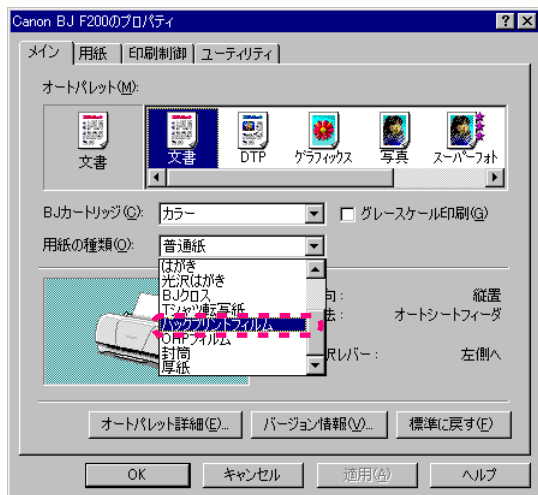 Canon BJ F200のプロパティ
メイン 用紙 印刷制御 ユーティリティ
オートパレット(M):
文書
文書 DTP グラフィックス 写真 スーパーフォト
BJカートリッジ(C): カラー グレースケール印刷(G)
用紙の種類(O): 普通紙
はがき
光沢はがき
BJクロス
Tシャツ転写紙
バックプリントフィルム
OHPフィルム
封筒
厚紙
向: 縦置
法: オートシートフィーダ
択レバー: 左側へ
オートパレット詳細(E)... バージョン情報(V)... 標準に戻す(F)
OK キャンセル 適用(A) ヘルプ